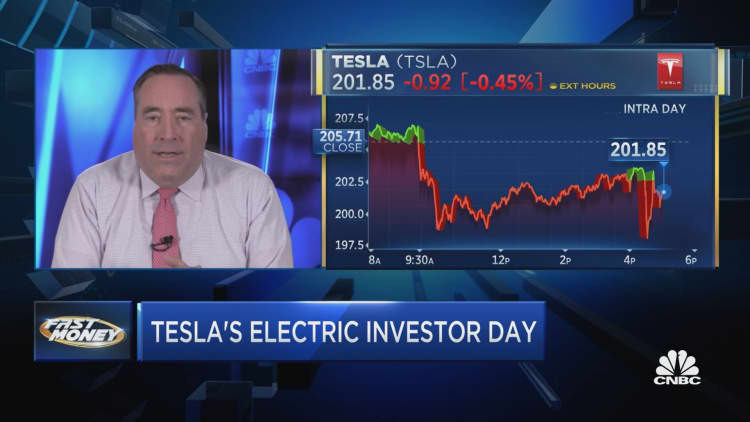 CNBC
TESLA (TSLA)
201.85 -0.92 [-0.45%] EXT HOURS
TESLA
INTRA DAY
207.5
205.71
CLOSE
201.85
202.5
200.0
197.5
8A 9:30A 12P 2P 4P 6P
FAST
MONEY
TESLA'S ELECTRIC INVESTOR DAY
CNBC